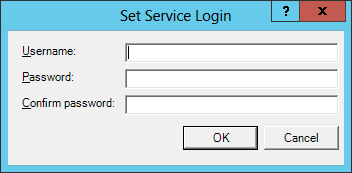 Set Service Login
?
x
Username:
Password:
Confirm password:
OK
Cancel